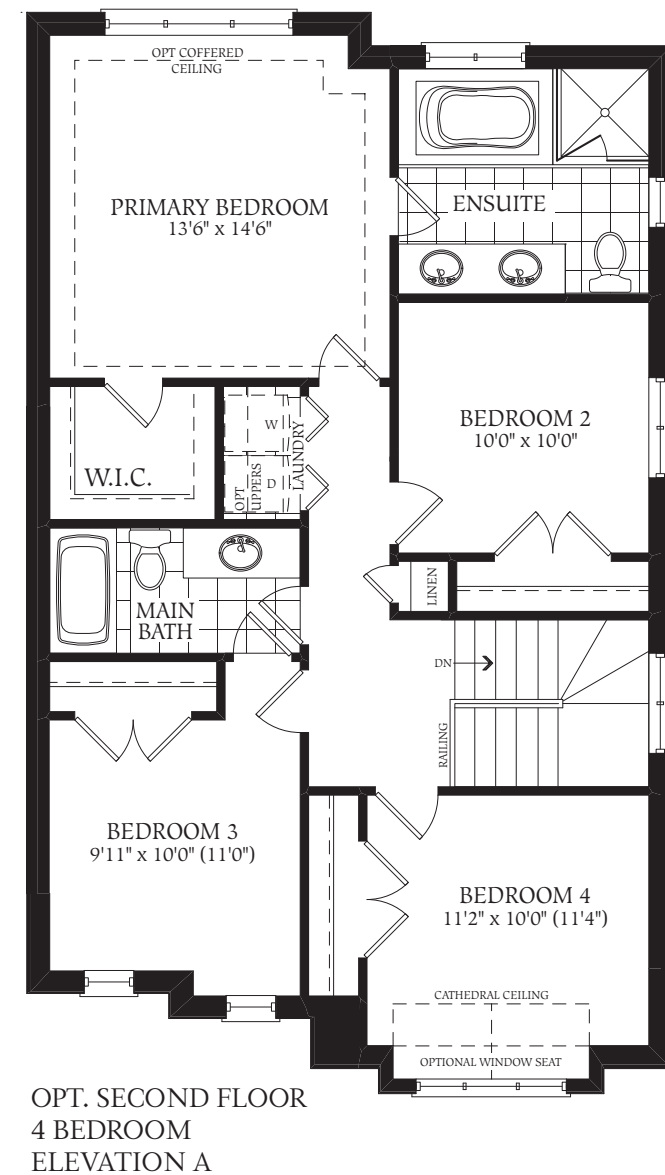 OPT COFFERED
CEILING
PRIMARY BEDROOM
13'6" x 14'6"
ENSUITE
BEDROOM 2
10'0" x 10'0"
W.I.C.
W
D
OPT
UPPERS
LAUNDRY
MAIN
BATH
LINEN
DN
RAILING
BEDROOM 3
9'11" x 10'0" (11'0")
BEDROOM 4
11'2" x 10'0" (11'4")
CATHEDRAL CEILING
OPTIONAL WINDOW SEAT
OPT. SECOND FLOOR
4 BEDROOM
ELEVATION A